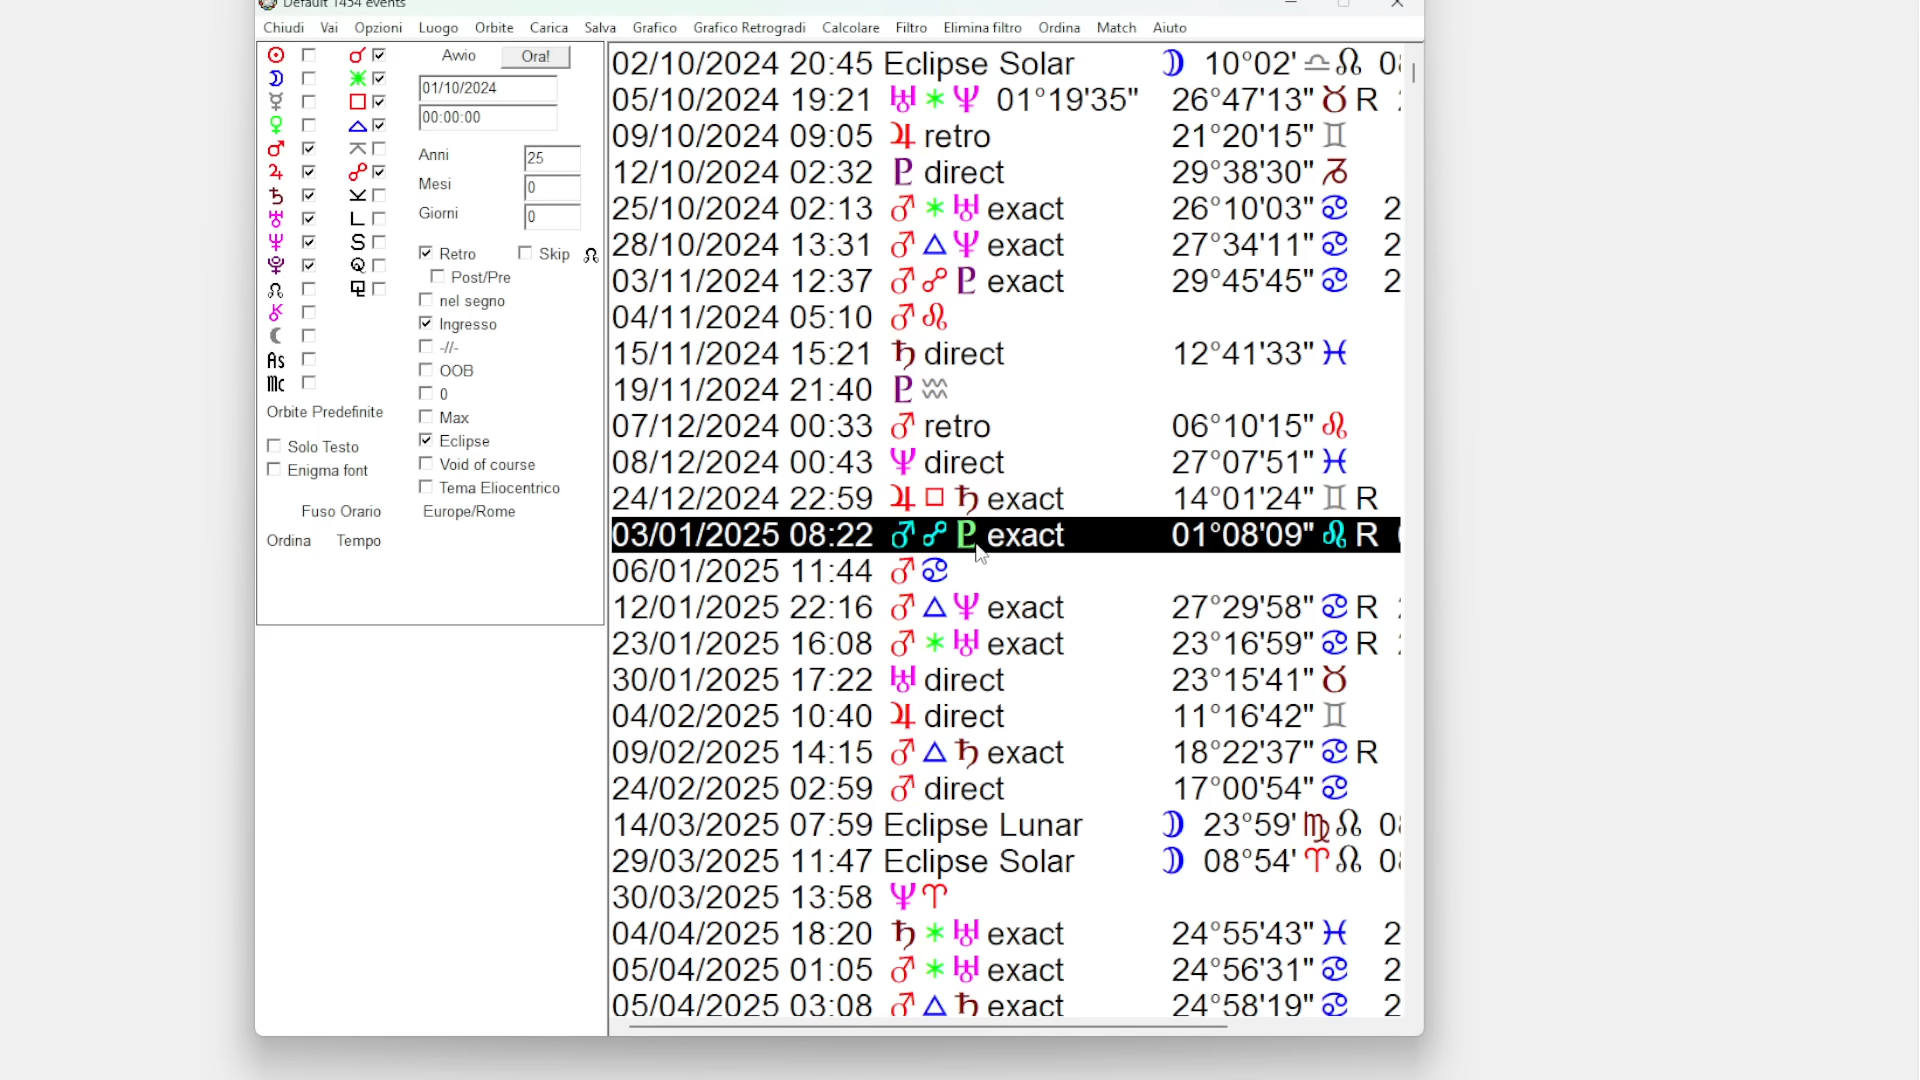 Default 1454 events
Chiudi Vai Opzioni Luogo Orbite Carica Salva Grafico Grafico Retrogradi Calcolare Filtro Elimina filtro Ordina Match Aiuto
Awio Ora!
01/10/2024
00:00:00
Anni 25
Mesi 0
Giorni 0
Retro Skip ☊
Post/Pre
nel segno
Ingresso
-//-
OOB
0
Max
Eclipse
Void of course
Tema Eliocentrico
As
Mc
Orbite Predefinite
Solo Testo
Enigma font
Fuso Orario Europe/Rome
Ordina Tempo
02/10/2024 20:45 Eclipse Solar ☽ 10°02' ♎ ☊
05/10/2024 19:21 ♅ ⚹ ♆ 01°19'35" 26°47'13" ♉ R
09/10/2024 09:05 ♃ retro 21°20'15" ♊
12/10/2024 02:32 ♇ direct 29°38'30" ♑
25/10/2024 02:13 ♂ ⚹ ♅ exact 26°10'03" ♋ 2
28/10/2024 13:31 ♂ △ ♆ exact 27°34'11" ♋ 2
03/11/2024 12:37 ♂ ☍ ♇ exact 29°45'45" ♋ 2
04/11/2024 05:10 ♂ ♌
15/11/2024 15:21 ♄ direct 12°41'33" ♓
19/11/2024 21:40 ♇ ♒
07/12/2024 00:33 ♂ retro 06°10'15" ♌
08/12/2024 00:43 ♆ direct 27°07'51" ♓
24/12/2024 22:59 ♃ □ ♄ exact 14°01'24" ♊ R
03/01/2025 08:22 ♂ ☍ ♇ exact 01°08'09" ♌ R
06/01/2025 11:44 ♂ ♋
12/01/2025 22:16 ♂ △ ♆ exact 27°29'58" ♋ R
23/01/2025 16:08 ♂ ⚹ ♅ exact 23°16'59" ♋ R
30/01/2025 17:22 ♅ direct 23°15'41" ♉
04/02/2025 10:40 ♃ direct 11°16'42" ♊
09/02/2025 14:15 ♂ △ ♄ exact 18°22'37" ♋ R
24/02/2025 02:59 ♂ direct 17°00'54" ♋
14/03/2025 07:59 Eclipse Lunar ☽ 23°59' ♍ ☊
29/03/2025 11:47 Eclipse Solar ☽ 08°54' ♈ ☊
30/03/2025 13:58 ♆ ♈
04/04/2025 18:20 ♄ ⚹ ♅ exact 24°55'43" ♓ 2
05/04/2025 01:05 ♂ ⚹ ♅ exact 24°56'31" ♋ 2
05/04/2025 03:08 ♂ △ ♄ exact 24°58'19" ♋ 2